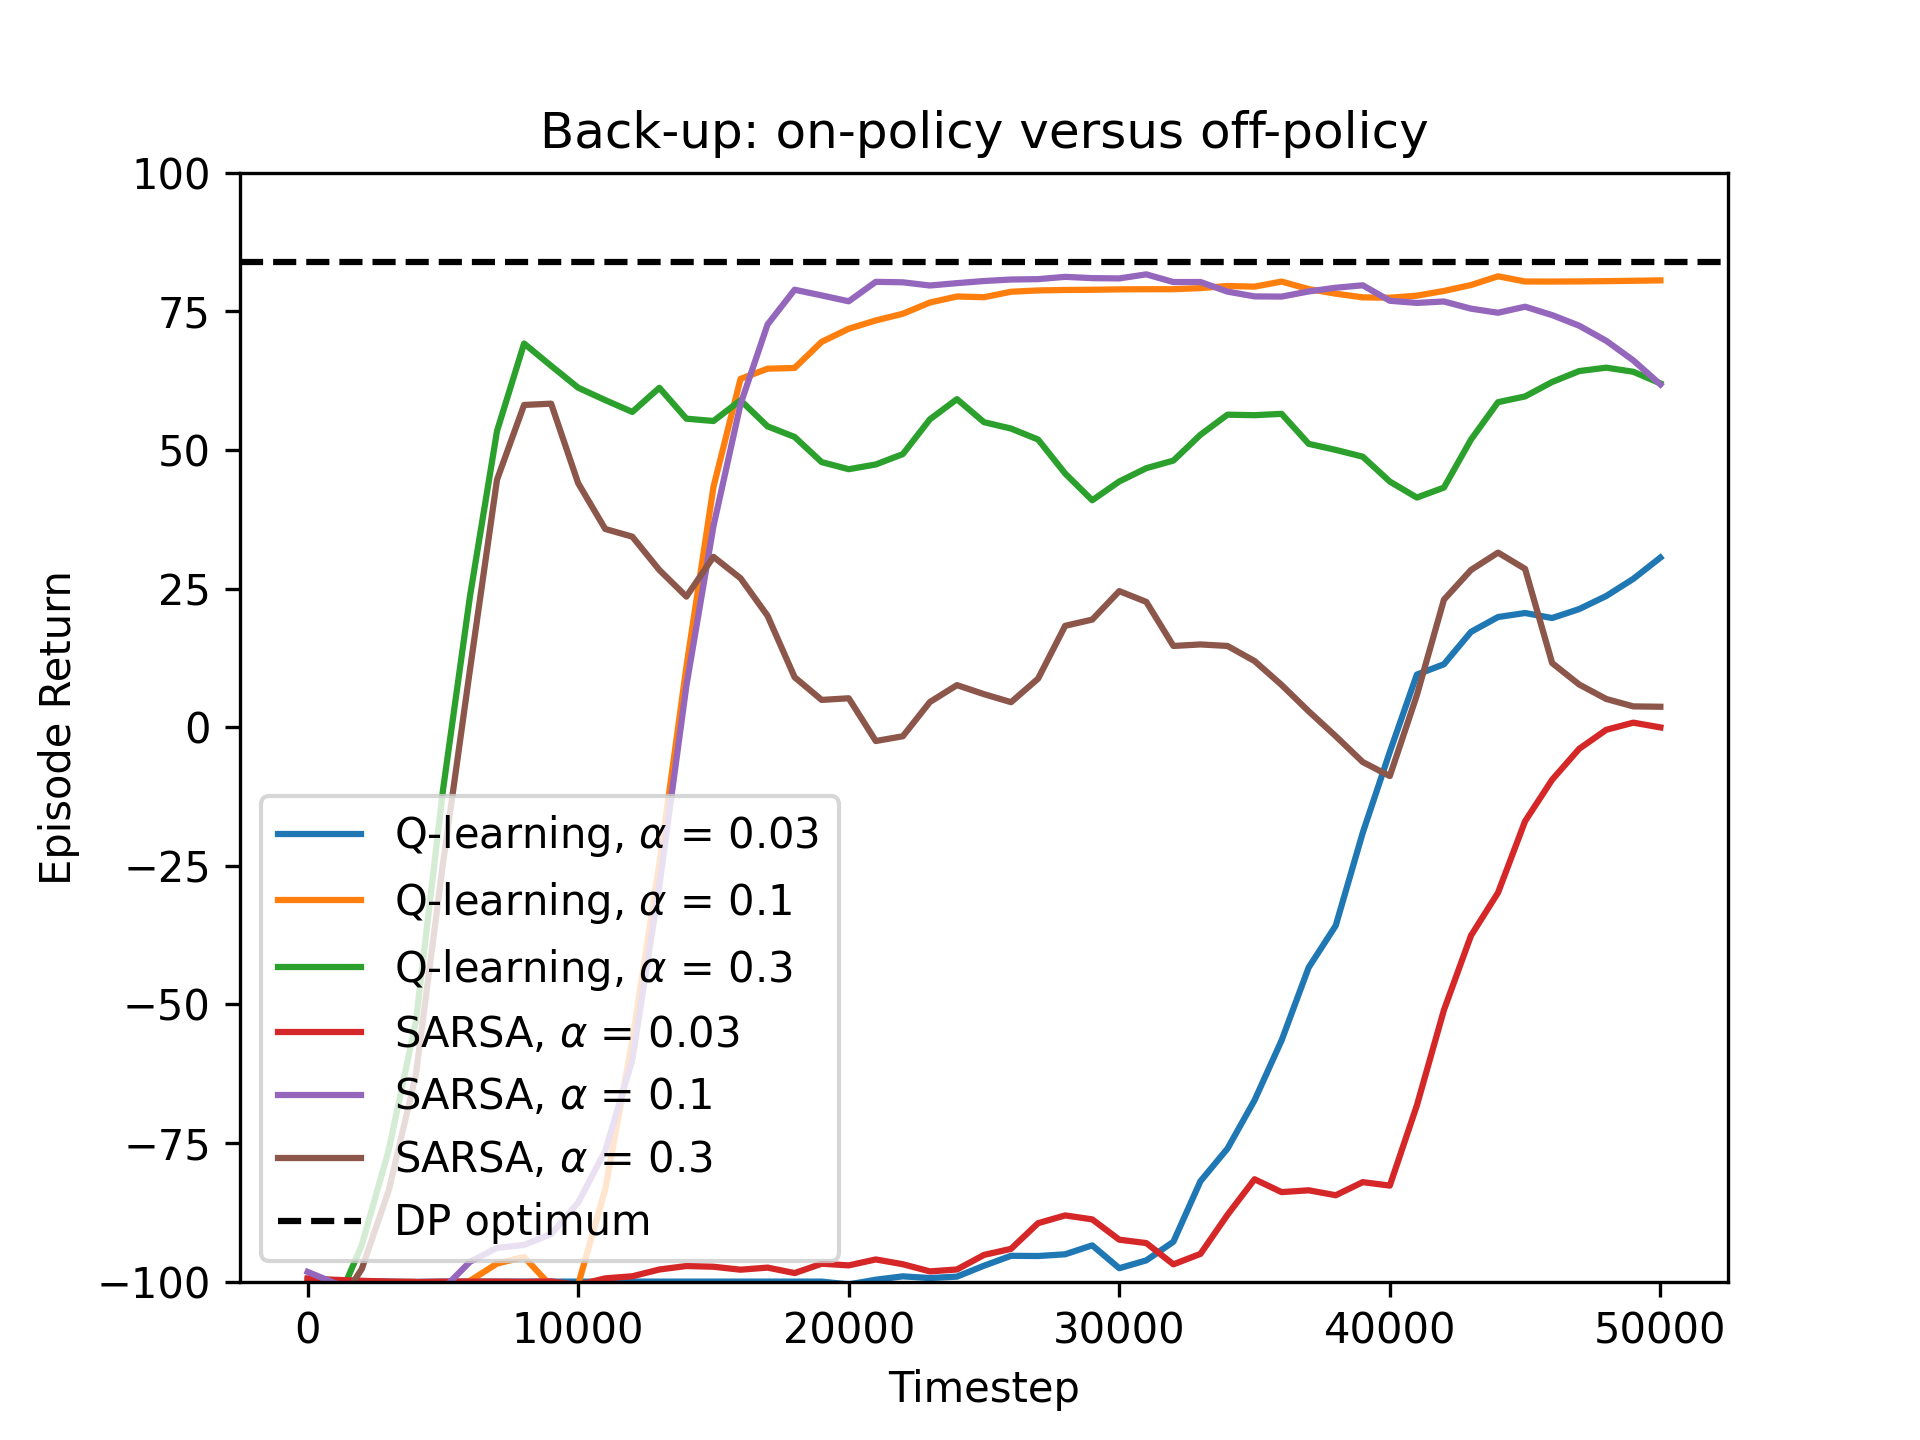 Back-up: on-policy versus off-policy
100
75
50
25
0
−25
−50
−75
−100
Episode Return
Q-learning, α = 0.03
Q-learning, α = 0.1
Q-learning, α = 0.3
SARSA, α = 0.03
SARSA, α = 0.1
SARSA, α = 0.3
DP optimum
0 10000 20000 30000 40000 50000
Timestep